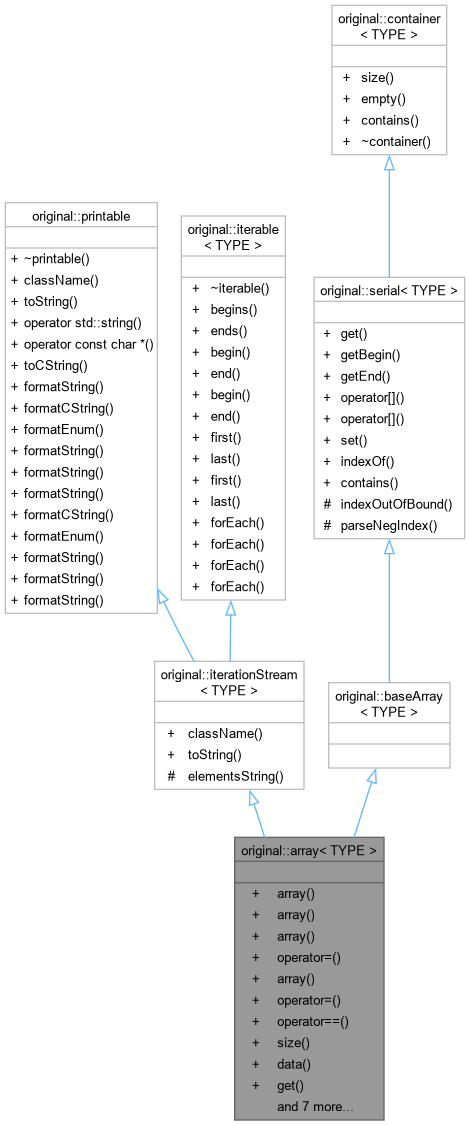 original::container
< TYPE >
+ size()
+ empty()
+ contains()
+ ~container()
original::printable
+ ~printable()
+ className()
+ toString()
+ operator std::string()
+ operator const char *()
+ toCString()
+ formatString()
+ formatCString()
+ formatEnum()
+ formatString()
+ formatString()
+ formatString()
+ formatCString()
+ formatEnum()
+ formatString()
+ formatString()
+ formatString()
original::iterable
< TYPE >
+ ~iterable()
+ begins()
+ ends()
+ begin()
+ end()
+ begin()
+ end()
+ first()
+ last()
+ first()
+ last()
+ forEach()
+ forEach()
+ forEach()
+ forEach()
original::serial< TYPE >
+ get()
+ getBegin()
+ getEnd()
+ operator[]()
+ operator[]()
+ set()
+ indexOf()
+ contains()
# indexOutOfBound()
# parseNegIndex()
original::iterationStream
< TYPE >
+ className()
+ toString()
# elementsString()
original::baseArray
< TYPE >
original::array< TYPE >
+ array()
+ array()
+ array()
+ operator=()
+ array()
+ operator=()
+ operator==()
+ size()
+ data()
+ get()
and 7 more...